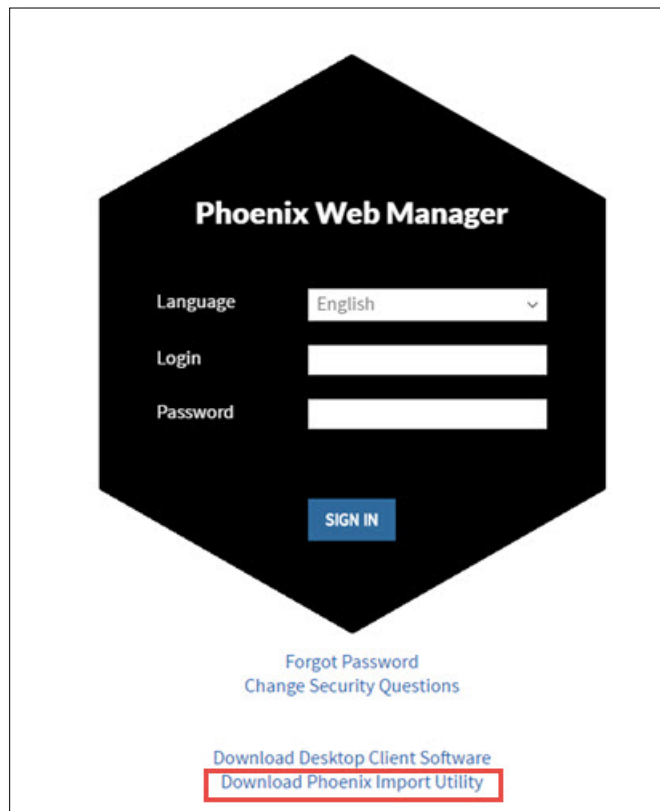 Phoenix Web Manager
Language
English
Login
Password
SIGN IN
Forgot Password
Change Security Questions
Download Desktop Client Software
Download Phoenix Import Utility